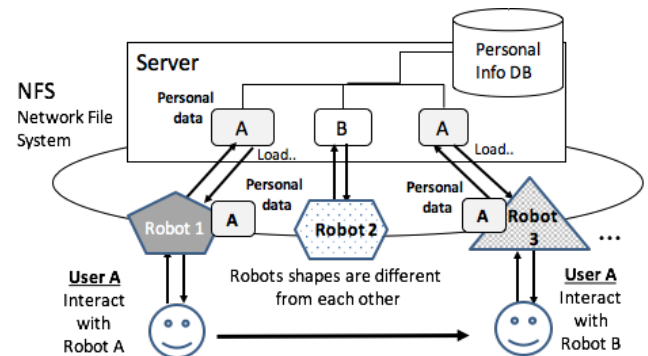 Personal
Info DB
Server
NFS
Network File
System
Personal
data
A
B
A
Load..
Load..
Personal
data
Personal
data
A
A
Robot 1
Robot 2
Robot
3
...
User A
Interact
with
Robot A
Robots shapes are different
from each other
User A
Interact
with
Robot B